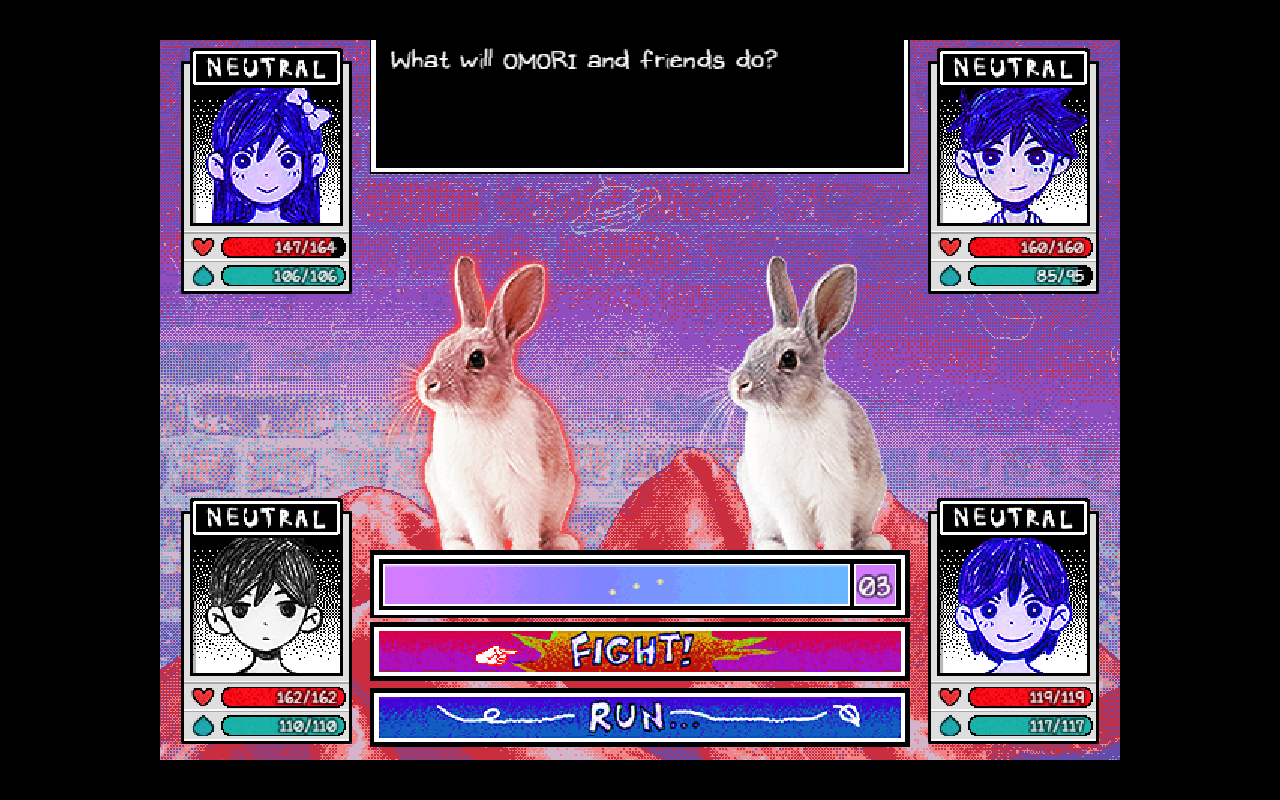 What will OMORI and friends do?
NEUTRAL
147/164
106/106
NEUTRAL
160/160
85/95
NEUTRAL
162/162
110/110
03
FIGHT!
RUN...
NEUTRAL
119/119
117/117